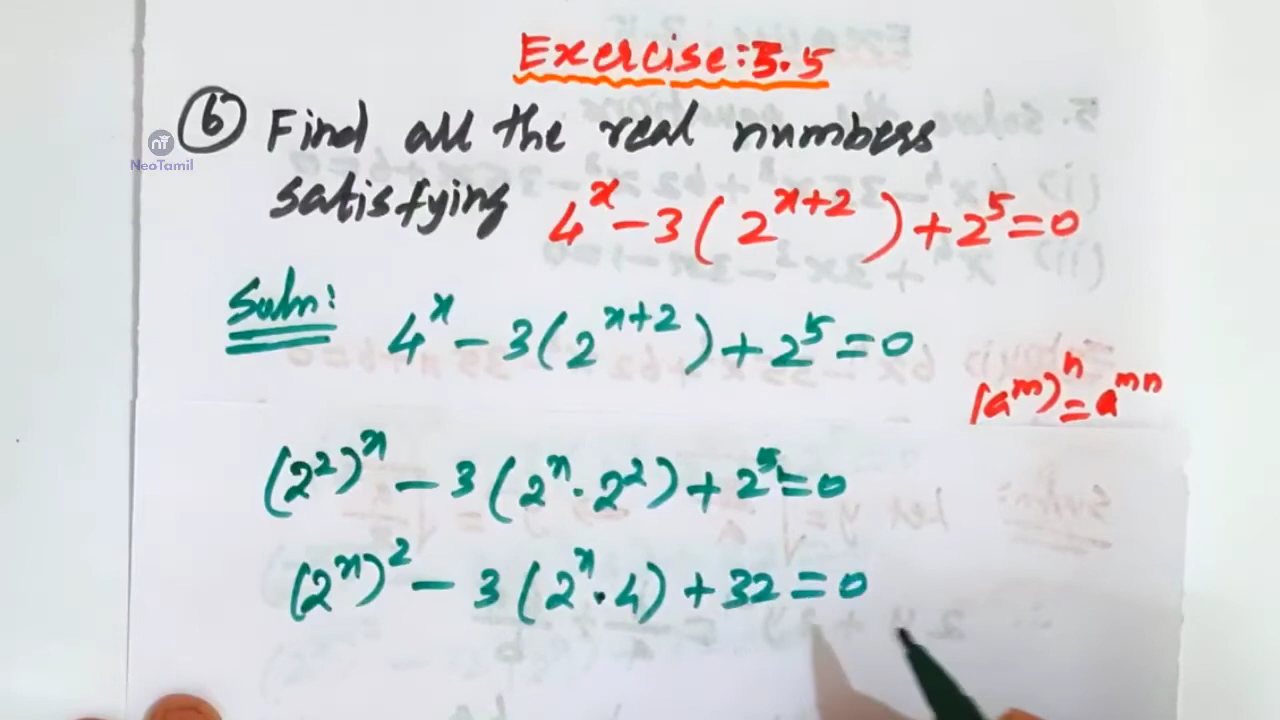 Exercise: 5.5
6 Find all the real numbers
NeoTamil
satisfying 4^x - 3(2^{x+2}) + 2^5 = 0
Soln: 4^x - 3(2^{x+2}) + 2^5 = 0
(a^m)^n = a^{mn}
(2^2)^x - 3(2^x · 2^2) + 2^5 = 0
(2^x)^2 - 3(2^x · 4) + 32 = 0